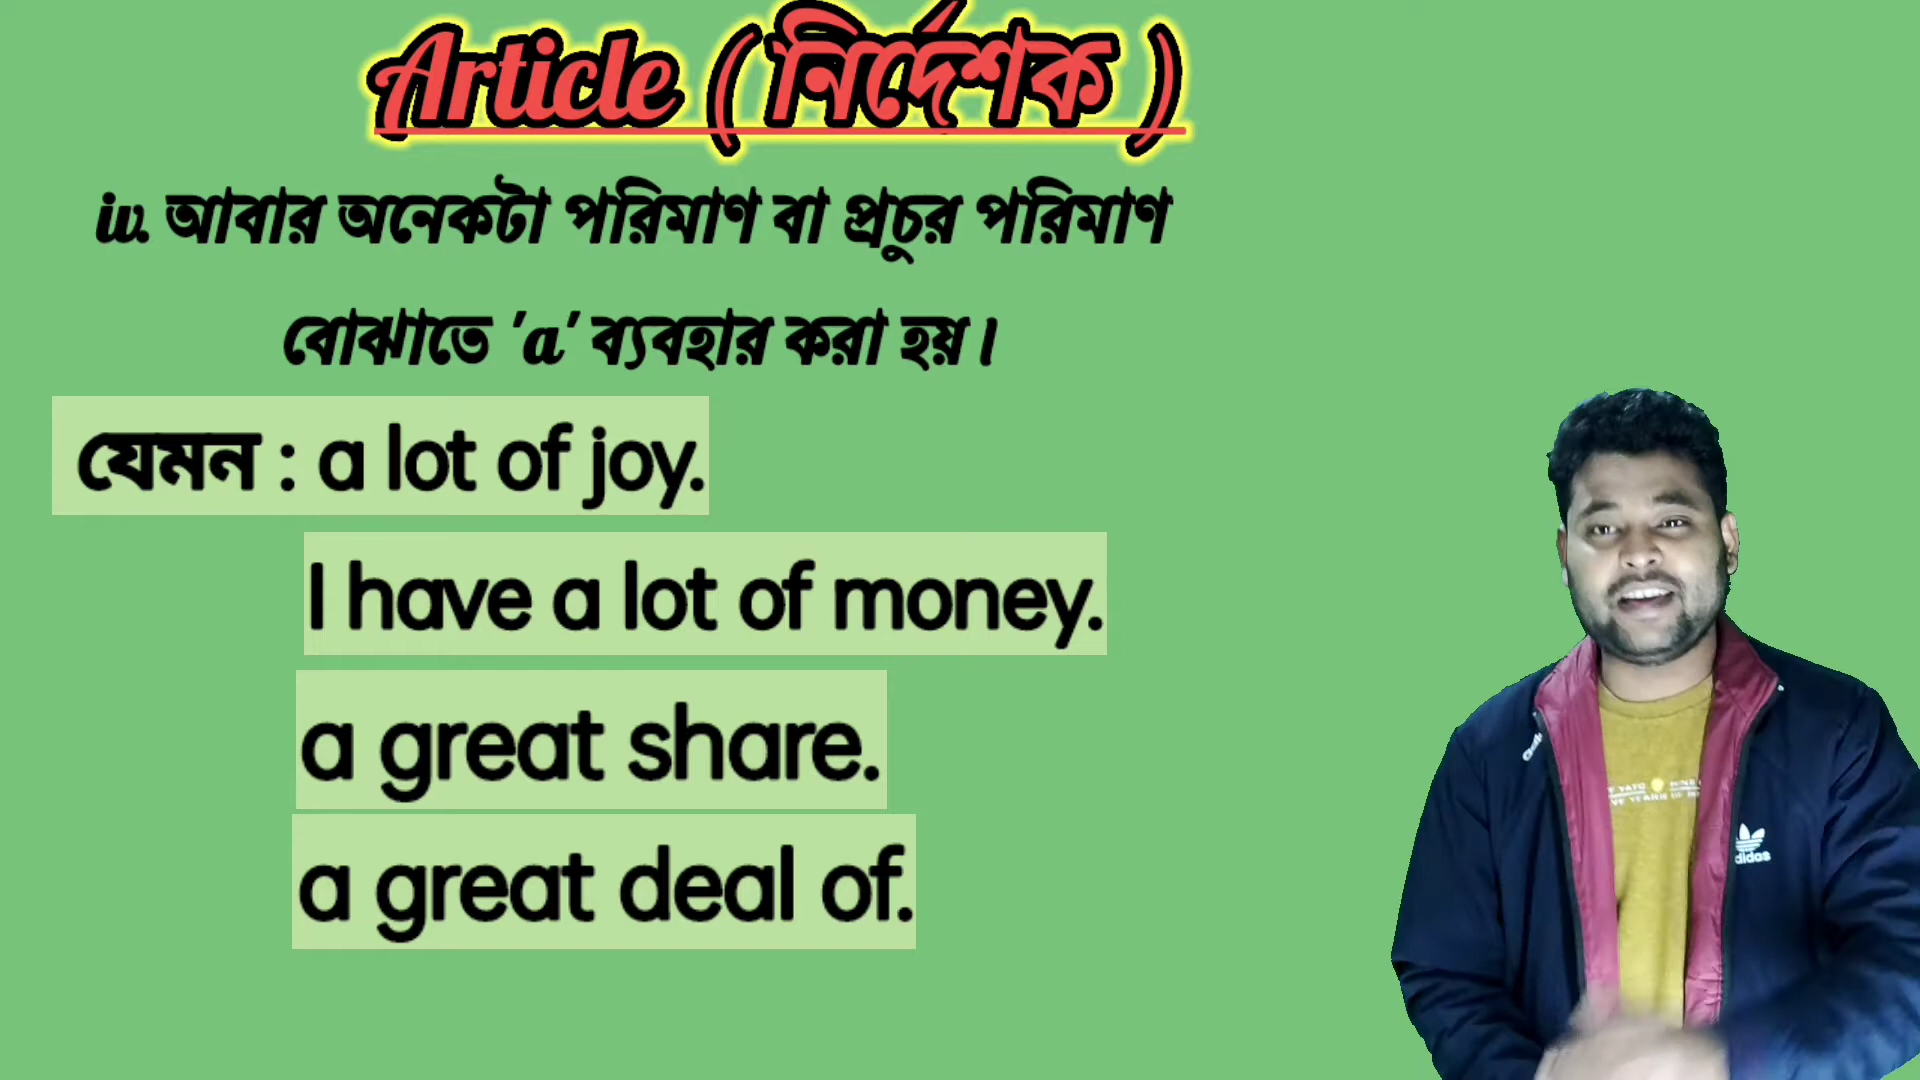 Article ( নির্দেশক )
iv. আবার অনেকটা পরিমাণ বা প্রচুর পরিমাণ
বোঝাতে 'a' ব্যবহার করা হয়।
যেমন : a lot of joy.
I have a lot of money.
a great share.
a great deal of.
adidas